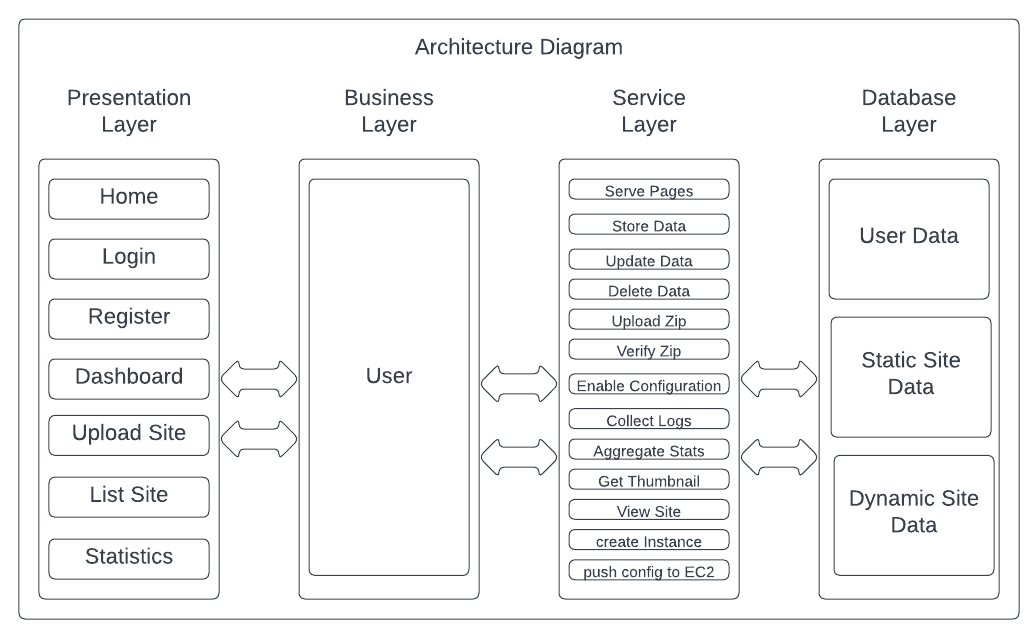 Architecture Diagram
Presentation
Layer
Home
Login
Register
Dashboard
Upload Site
List Site
Statistics
Business
Layer
User
Service
Layer
Serve Pages
Store Data
Update Data
Delete Data
Upload Zip
Verify Zip
Enable Configuration
Collect Logs
Aggregate Stats
Get Thumbnail
View Site
create Instance
push config to EC2
Database
Layer
User Data
Static Site
Data
Dynamic Site
Data